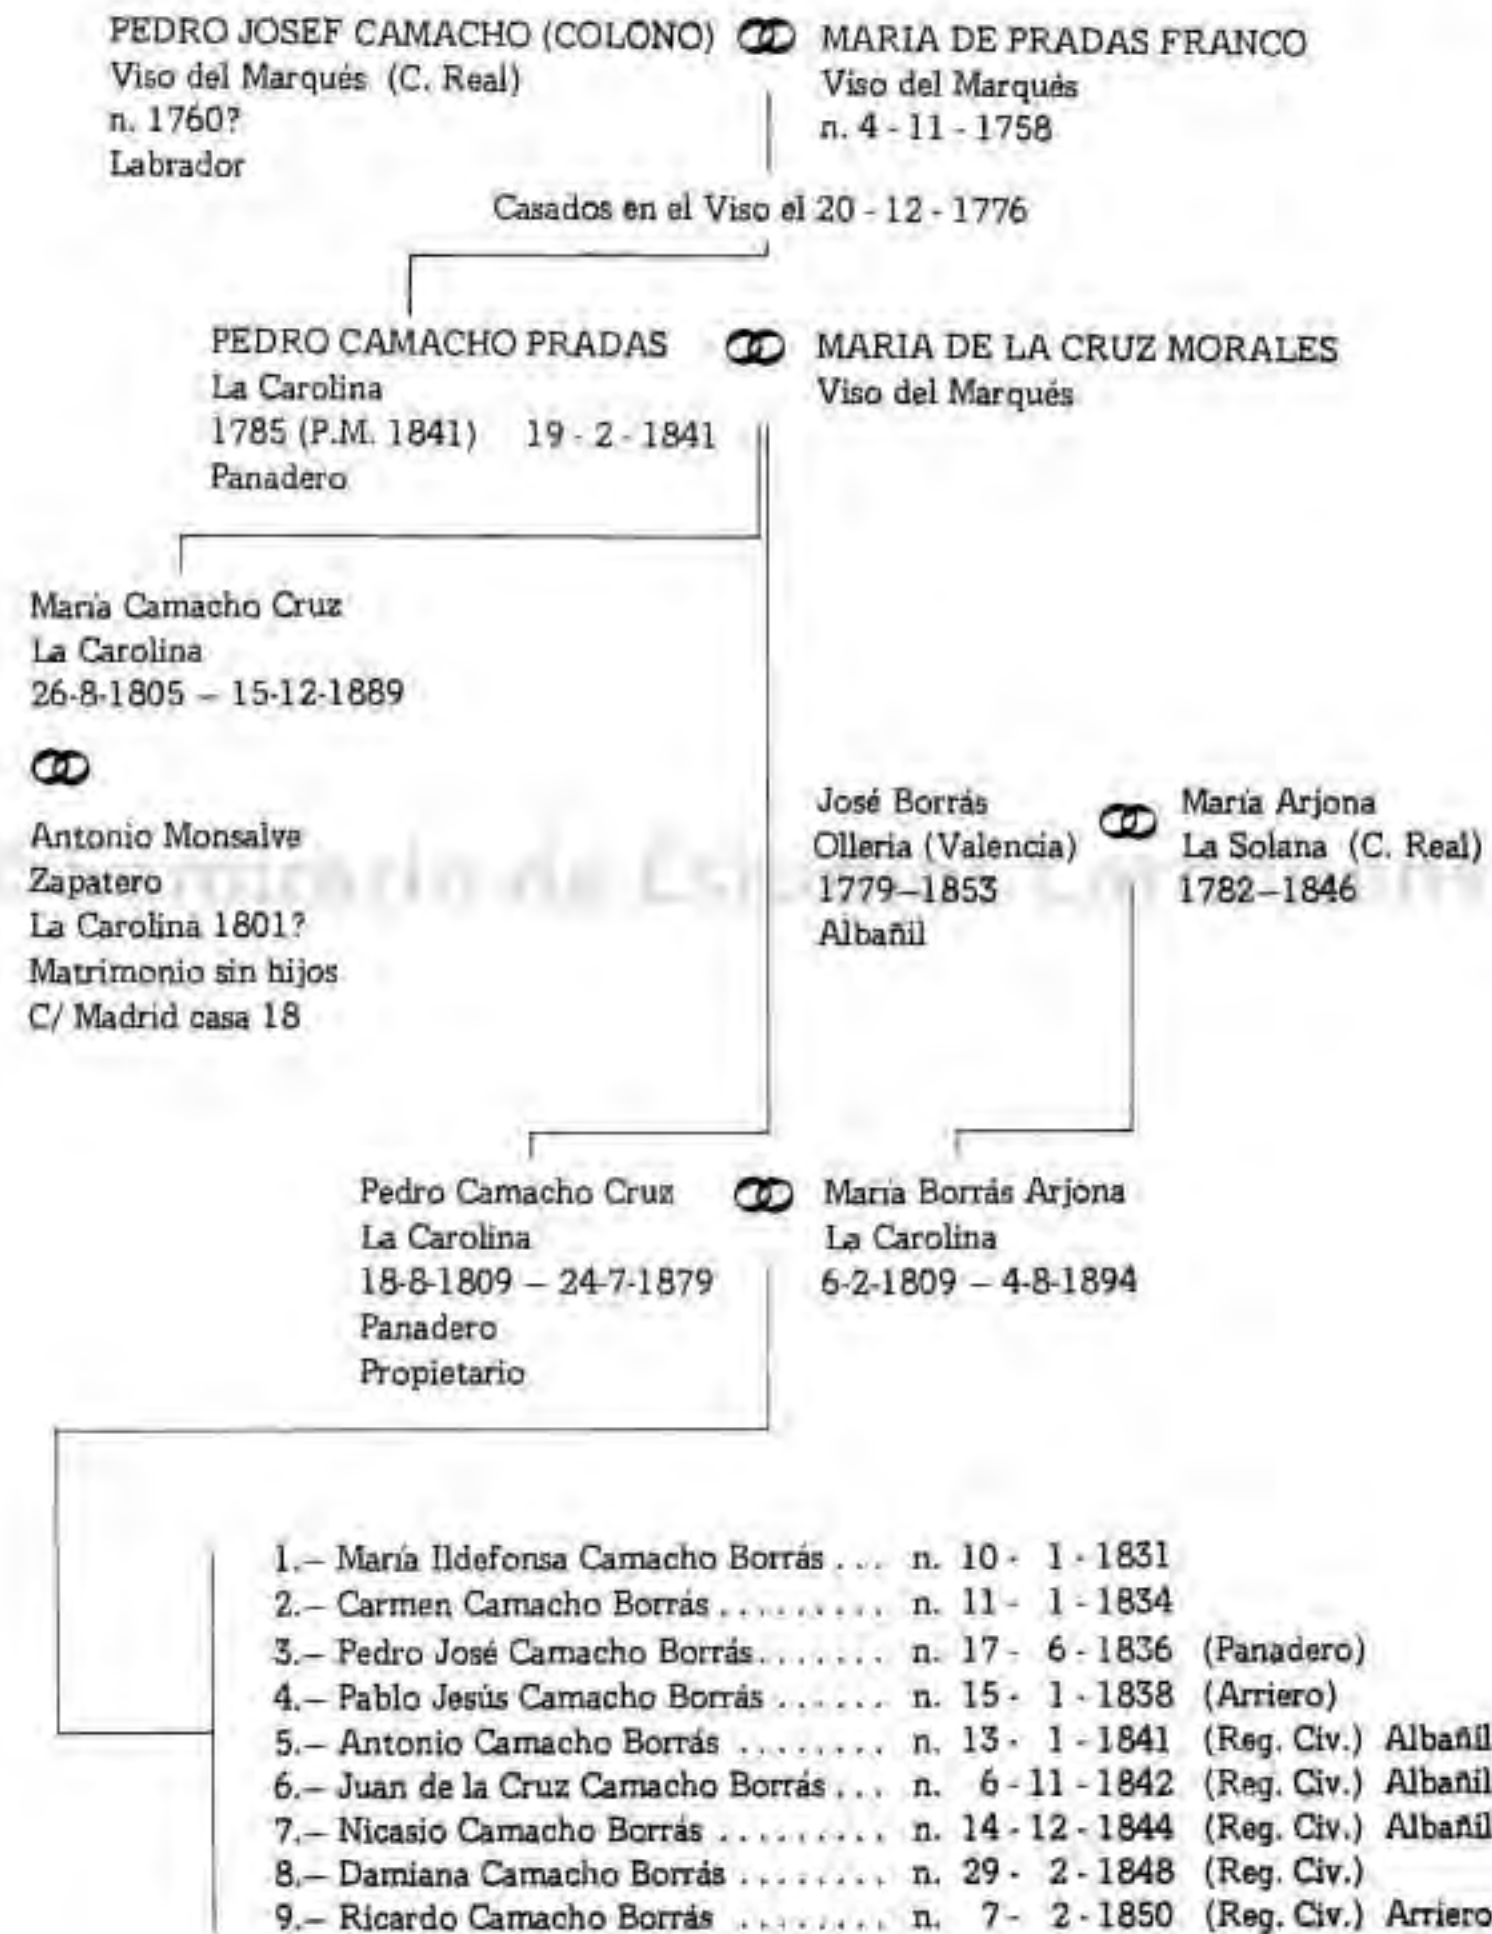 PEDRO JOSEF CAMACHO (COLONO)
Viso del Marqués (C. Real)
n. 1760?
Labrador
MARIA DE PRADAS FRANCO
Viso del Marqués
n. 4 - 11 - 1758
Casados en el Viso el 20 - 12 - 1776
PEDRO CAMACHO PRADAS
La Carolina
1785 (P.M. 1841) 19 - 2 - 1841
Panadero
MARIA DE LA CRUZ MORALES
Viso del Marqués
María Camacho Cruz
La Carolina
26-8-1805 – 15-12-1889
Antonio Monsalve
Zapatero
La Carolina 1801?
Matrimonio sin hijos
C/ Madrid casa 18
José Borrás
Olleria (Valencia)
1779–1853
Albañil
María Arjona
La Solana (C. Real)
1782–1846
Pedro Camacho Cruz
La Carolina
18-8-1809 – 24-7-1879
Panadero
Propietario
María Borrás Arjona
La Carolina
6-2-1809 – 4-8-1894
1.– María Ildefonsa Camacho Borrás ... n. 10 - 1 - 1831
2.– Carmen Camacho Borrás ......... n. 11 - 1 - 1834
3.– Pedro José Camacho Borrás....... n. 17 - 6 - 1836 (Panadero)
4.– Pablo Jesús Camacho Borrás ...... n. 15 - 1 - 1838 (Arriero)
5.– Antonio Camacho Borrás ........ n. 13 - 1 - 1841 (Reg. Civ.) Albañil
6.– Juan de la Cruz Camacho Borrás ... n. 6 - 11 - 1842 (Reg. Civ.) Albañil
7.– Nicasio Camacho Borrás ......... n. 14 - 12 - 1844 (Reg. Civ.) Albañil
8.– Damiana Camacho Borrás ........ n. 29 - 2 - 1848 (Reg. Civ.)
9.– Ricardo Camacho Borrás ........ n. 7 - 2 - 1850 (Reg. Civ.) Arriero